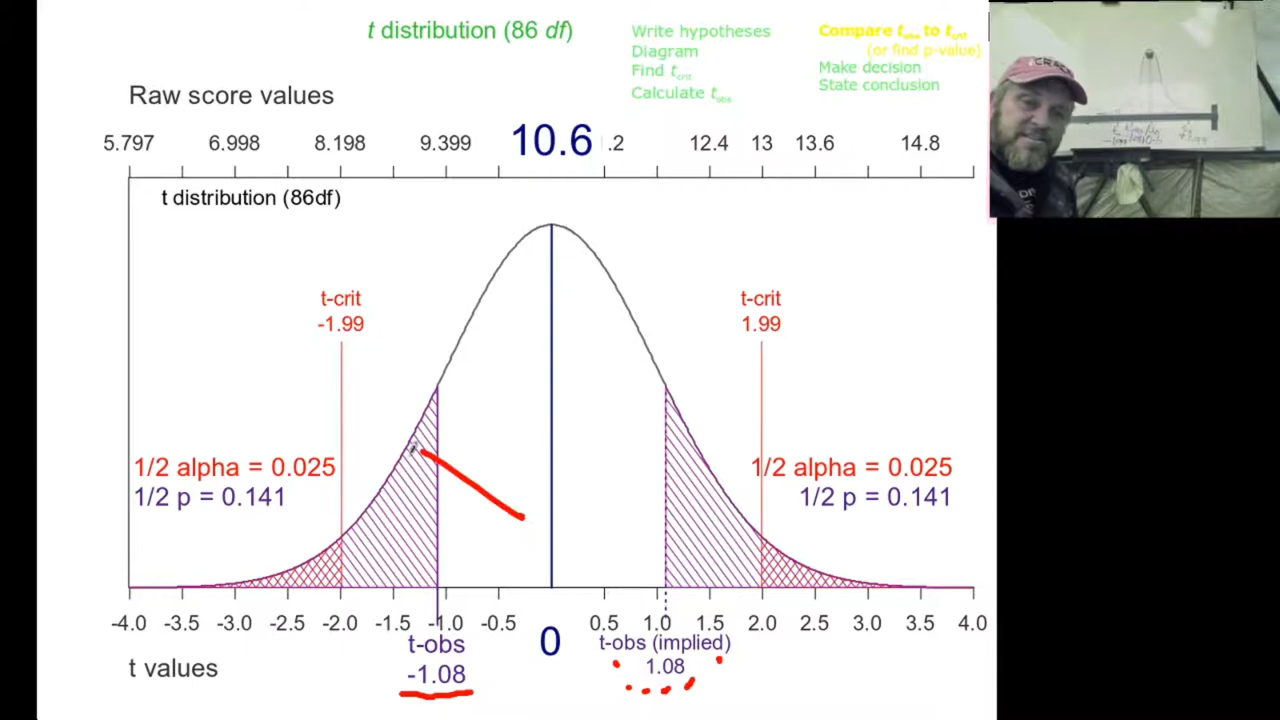 t distribution (86 df)
Write hypotheses
Diagram
Find tcrit
Calculate tobs
Compare tobs to tcrit
(or find p-value)
Make decision
State conclusion
CRACK
Raw score values
5.797 6.998 8.198 9.399 10.6 .2 12.4 13 13.6 14.8
t distribution (86df)
t-crit
-1.99
t-crit
1.99
1/2 alpha = 0.025
1/2 p = 0.141
1/2 alpha = 0.025
1/2 p = 0.141
-4.0 -3.5 -3.0 -2.5 -2.0 -1.5 -1.0 -0.5 0 0.5 1.0 1.5 2.0 2.5 3.0 3.5 4.0
t-obs
-1.08
t-obs (implied)
1.08
t values